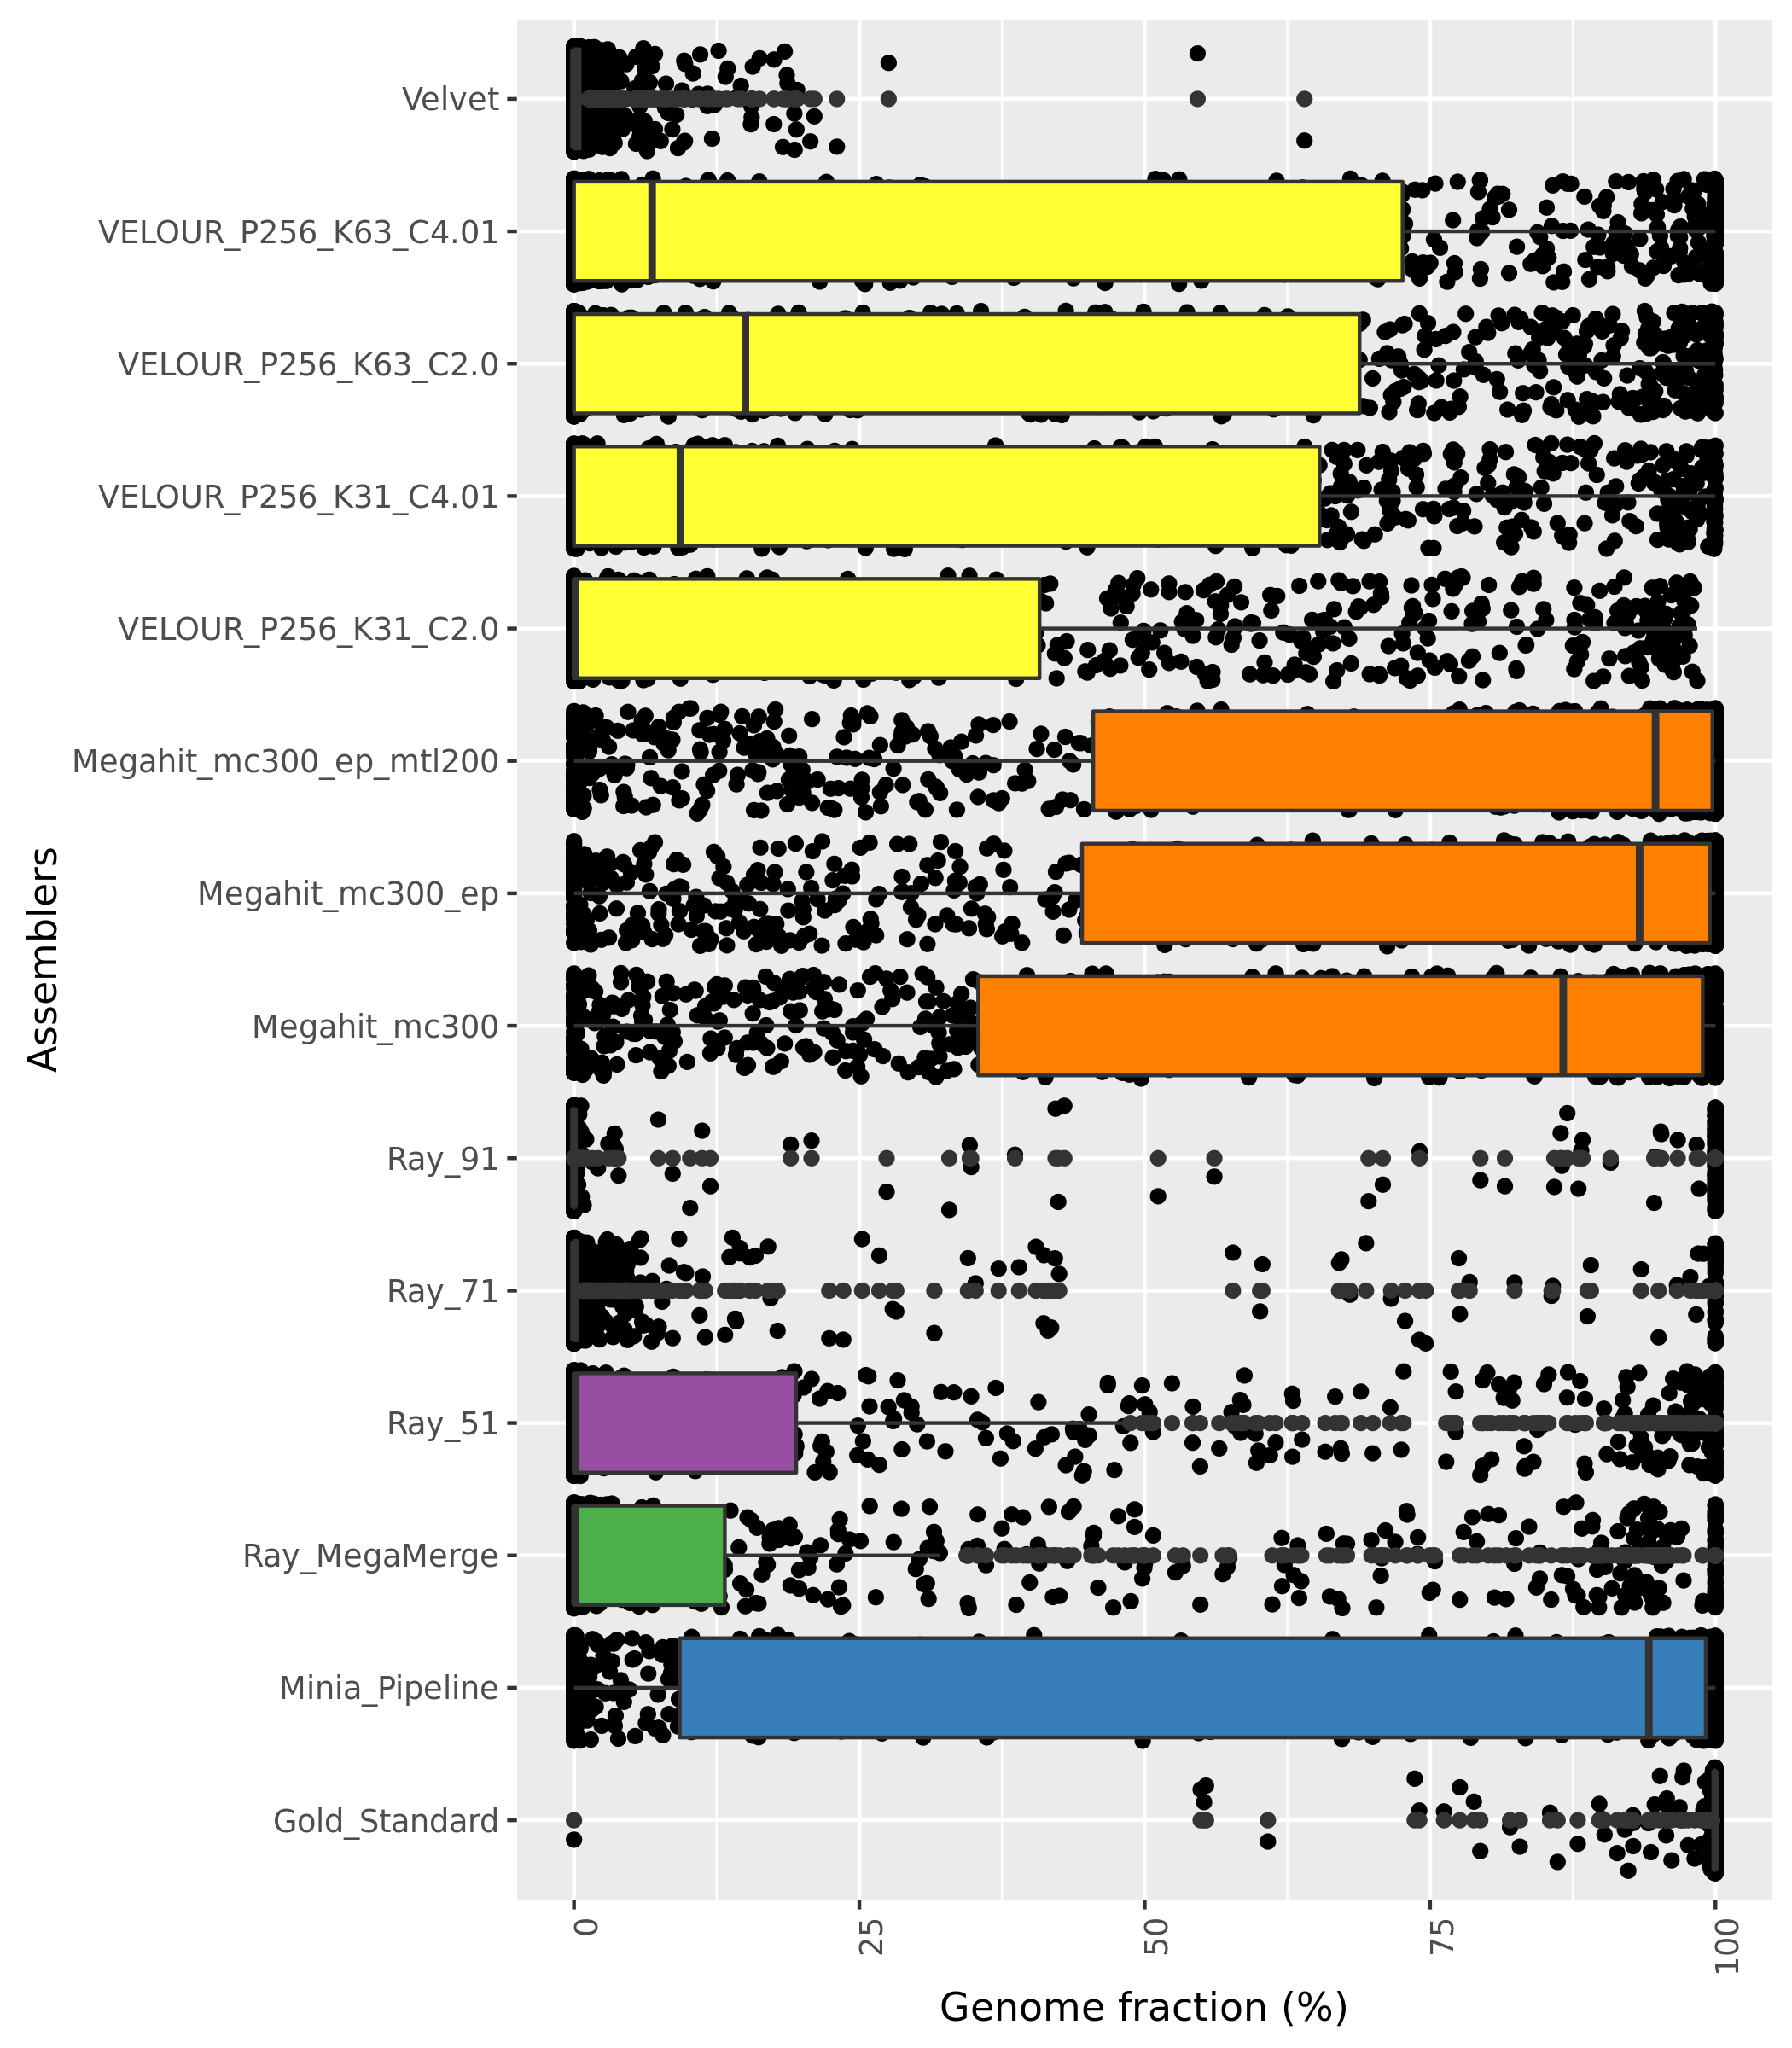 Velvet
VELOUR_P256_K63_C4.01
VELOUR_P256_K63_C2.0
VELOUR_P256_K31_C4.01
VELOUR_P256_K31_C2.0
Megahit_mc300_ep_mtl200
Megahit_mc300_ep
Megahit_mc300
Ray_91
Ray_71
Ray_51
Ray_MegaMerge
Minia_Pipeline
Gold_Standard
Assemblers
0
25
50
75
100
Genome fraction (%)